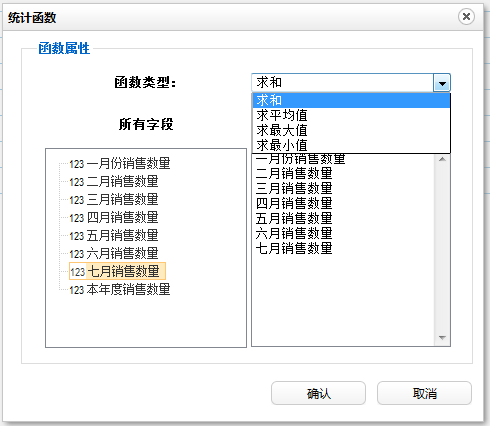 统计函数
函数属性
函数类型：
求和
求和
求平均值
求最大值
求最小值
所有字段
123 一月份销售数量
123 二月销售数量
123 三月销售数量
123 四月销售数量
123 五月销售数量
123 六月销售数量
123 七月销售数量
123 本年度销售数量
一月份销售数量
二月销售数量
三月销售数量
四月销售数量
五月销售数量
六月销售数量
七月销售数量
确认
取消